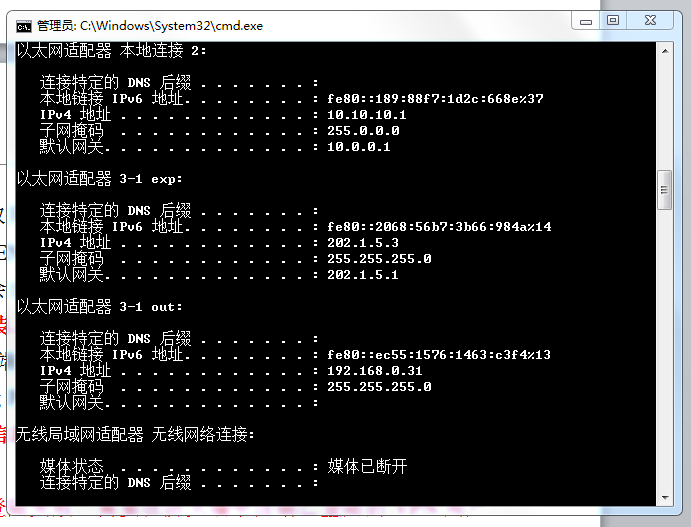 管理员: C:\Windows\System32\cmd.exe
以太网适配器 本地连接 2:
连接特定的 DNS 后缀 . . . . . . . :
本地链接 IPv6 地址. . . . . . . . : fe80::189:88f7:1d2c:668e%37
IPv4 地址 . . . . . . . . . . . . : 10.10.10.1
子网掩码 . . . . . . . . . . . . : 255.0.0.0
默认网关. . . . . . . . . . . . . : 10.0.0.1
以太网适配器 3-1 exp:
连接特定的 DNS 后缀 . . . . . . . :
本地链接 IPv6 地址. . . . . . . . : fe80::2068:56b7:3b66:984a%14
IPv4 地址 . . . . . . . . . . . . : 202.1.5.3
子网掩码 . . . . . . . . . . . . : 255.255.255.0
默认网关. . . . . . . . . . . . . : 202.1.5.1
以太网适配器 3-1 out:
连接特定的 DNS 后缀 . . . . . . . :
本地链接 IPv6 地址. . . . . . . . : fe80::ec55:1576:1463:c3f4%13
IPv4 地址 . . . . . . . . . . . . : 192.168.0.31
子网掩码 . . . . . . . . . . . . : 255.255.255.0
默认网关. . . . . . . . . . . . . :
无线局域网适配器 无线网络连接:
媒体状态 . . . . . . . . . . . . : 媒体已断开
连接特定的 DNS 后缀 . . . . . . . :